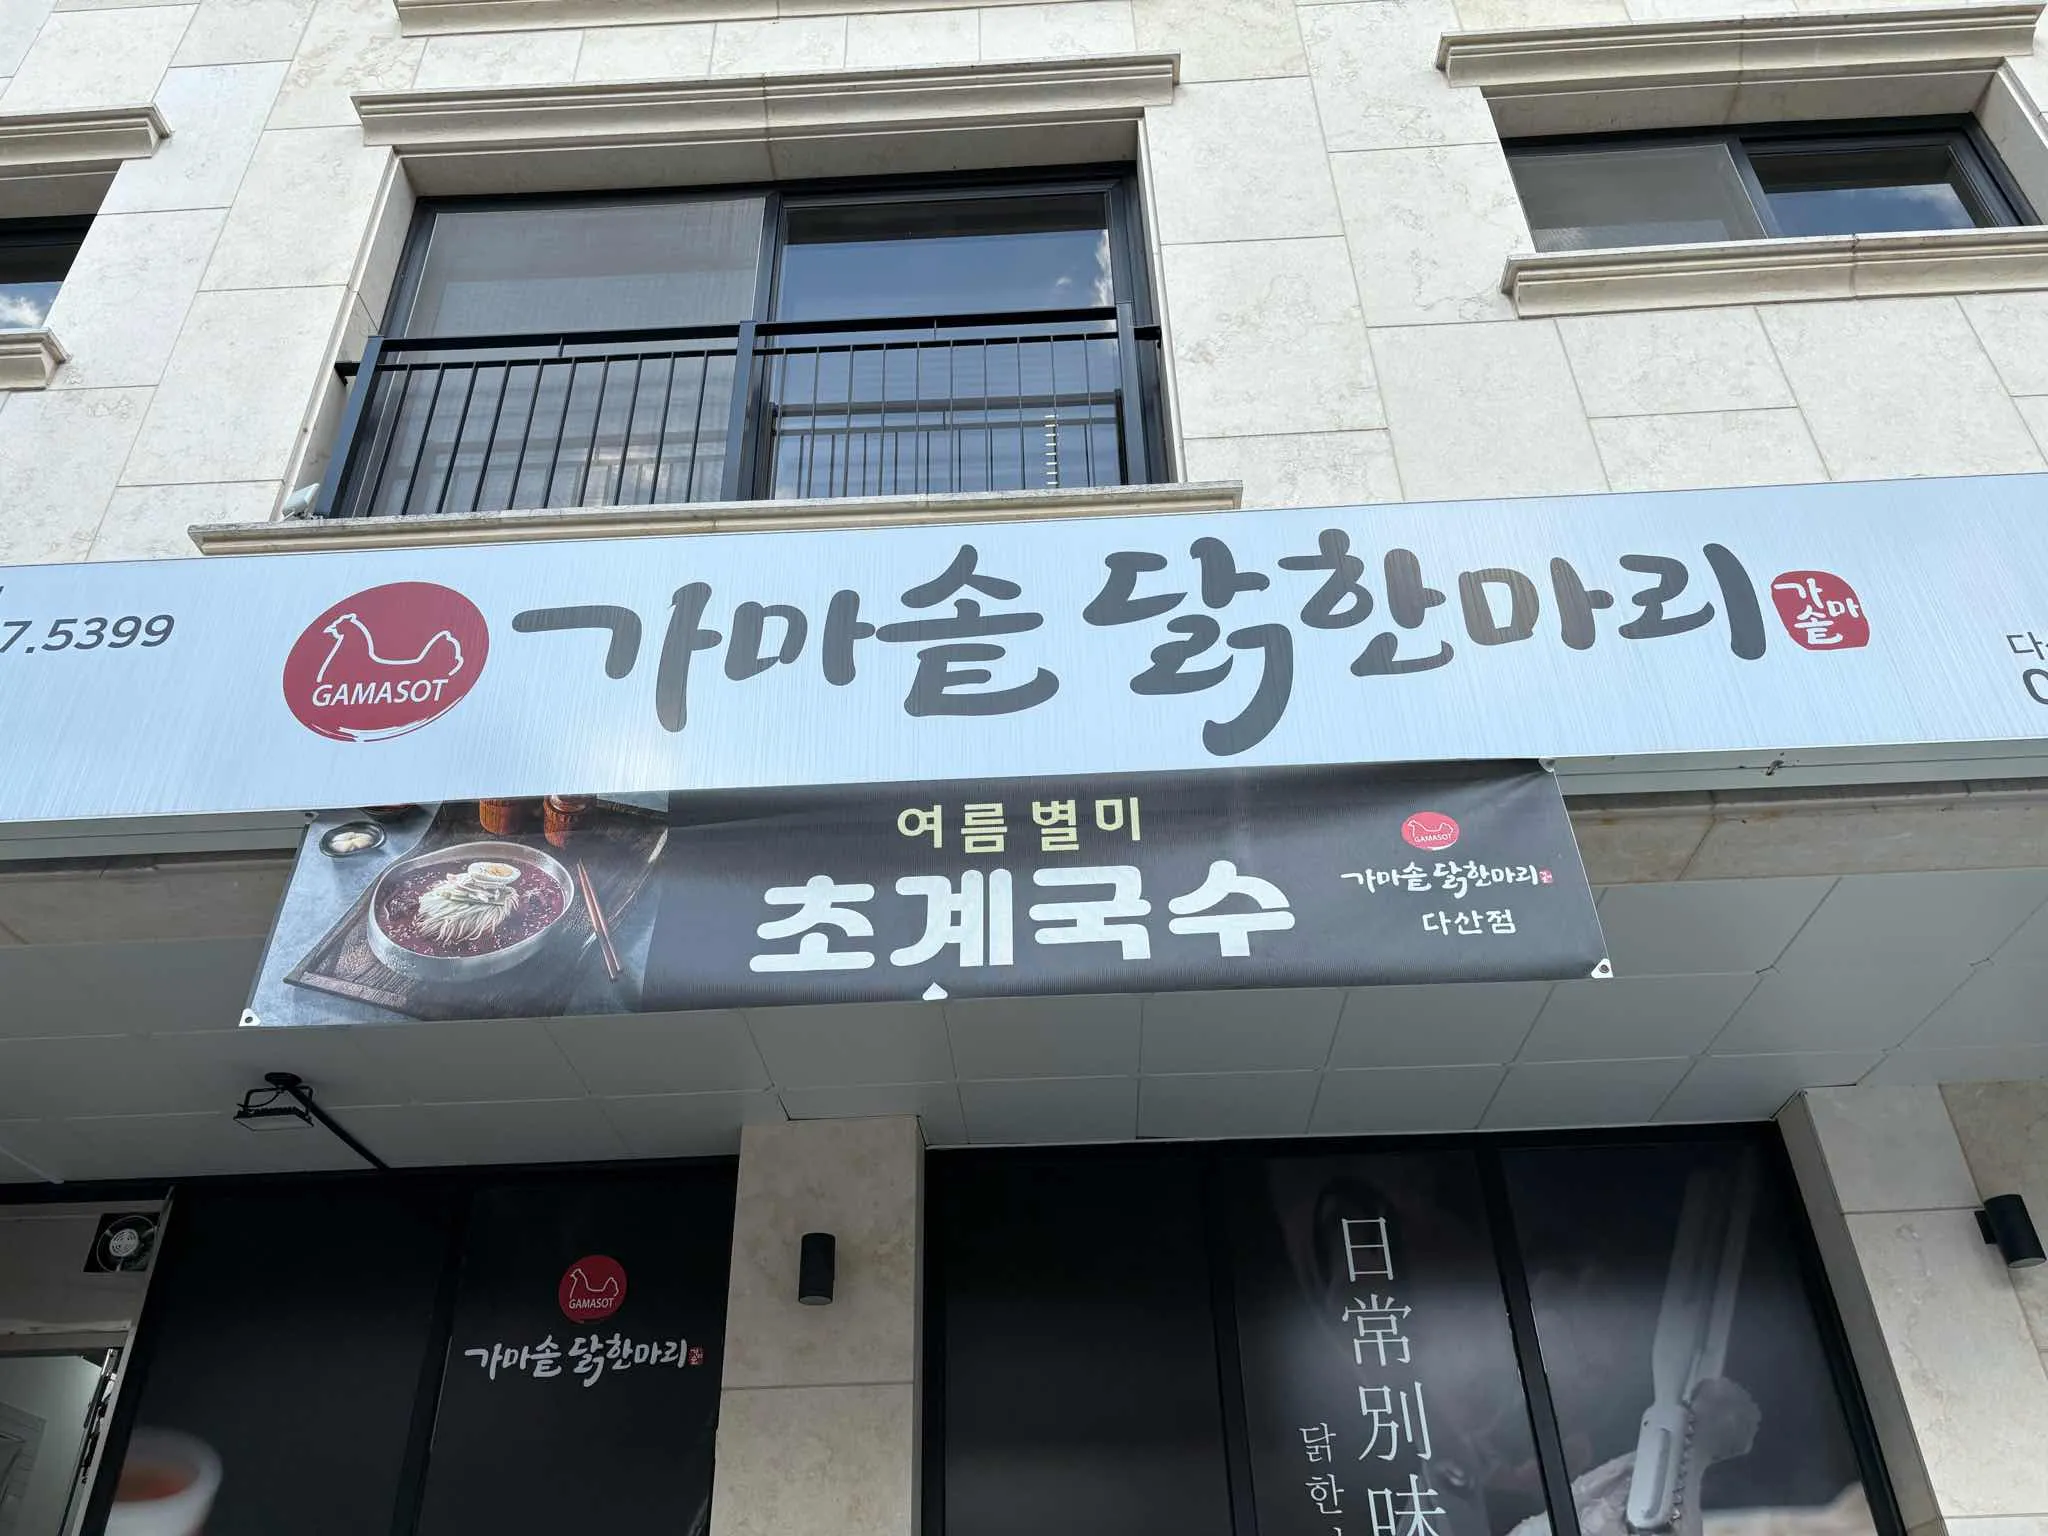 7.5399
GAMASOT
가마솥 닭한마리
가마솥
여름 별미
초계국수
GAMASOT
가마솥 닭한마리
다산점
GAMASOT
가마솥 닭한마리
日常別味
닭한